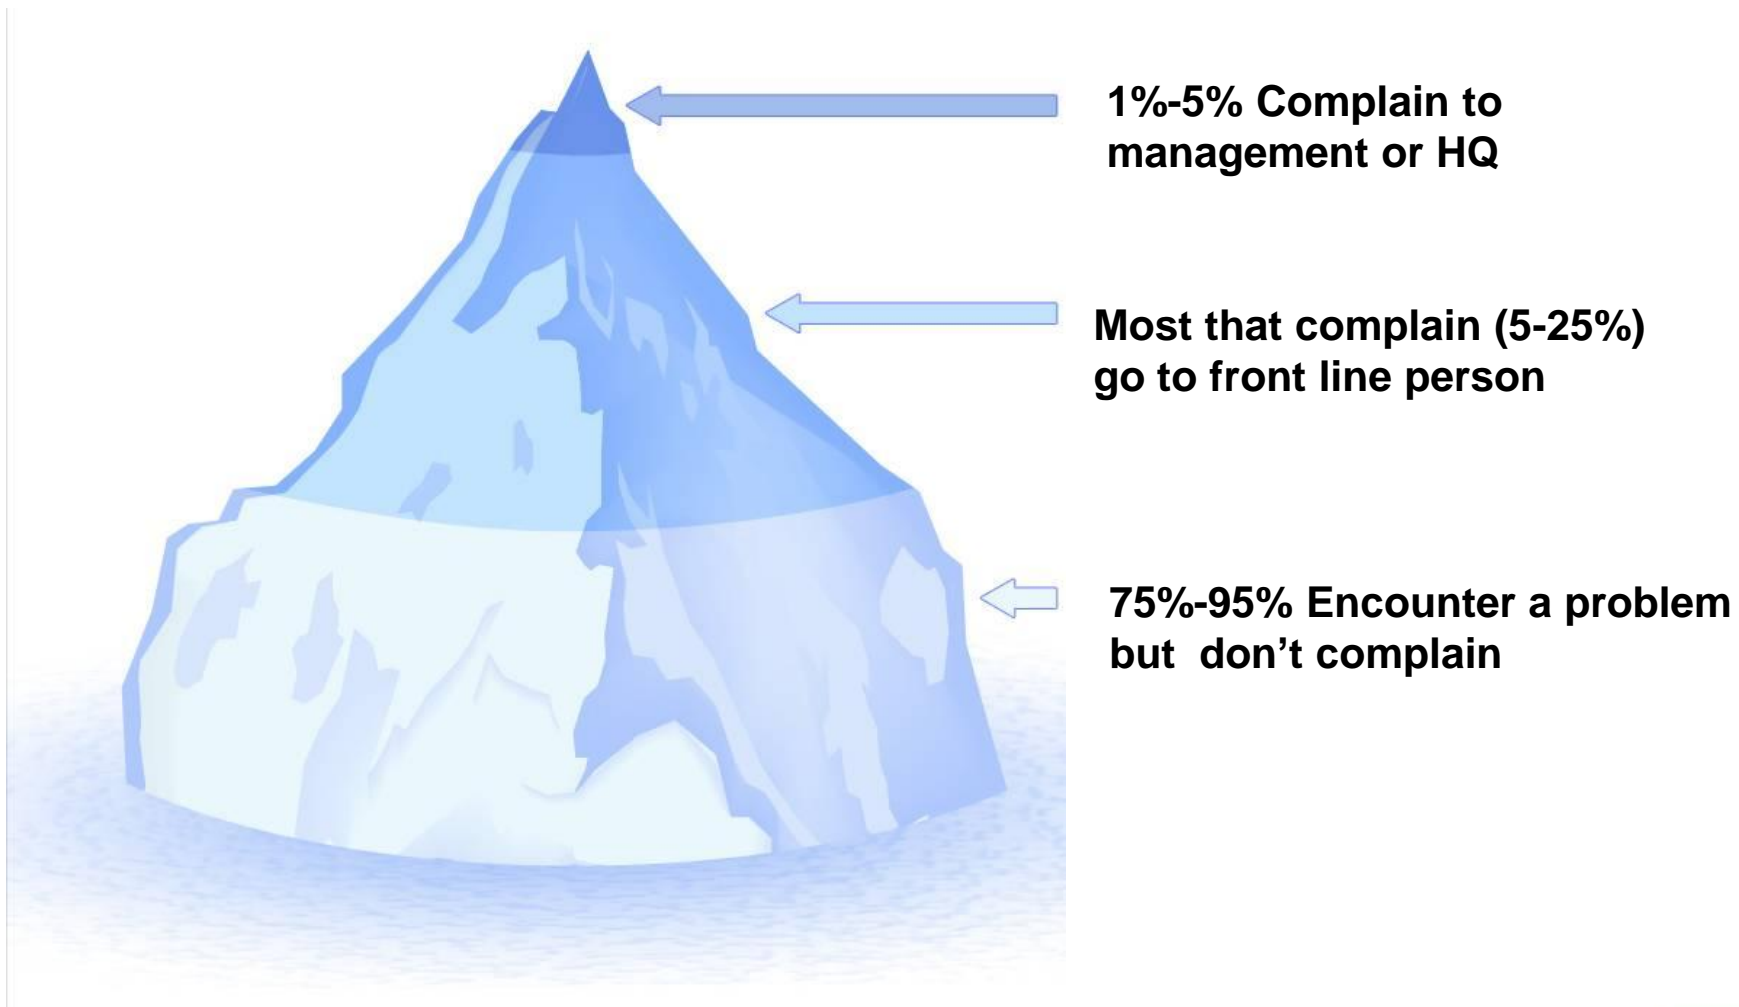 1%-5% Complain to
management or HQ
Most that complain (5-25%)
go to front line person
75%-95% Encounter a problem
but  don’t complain